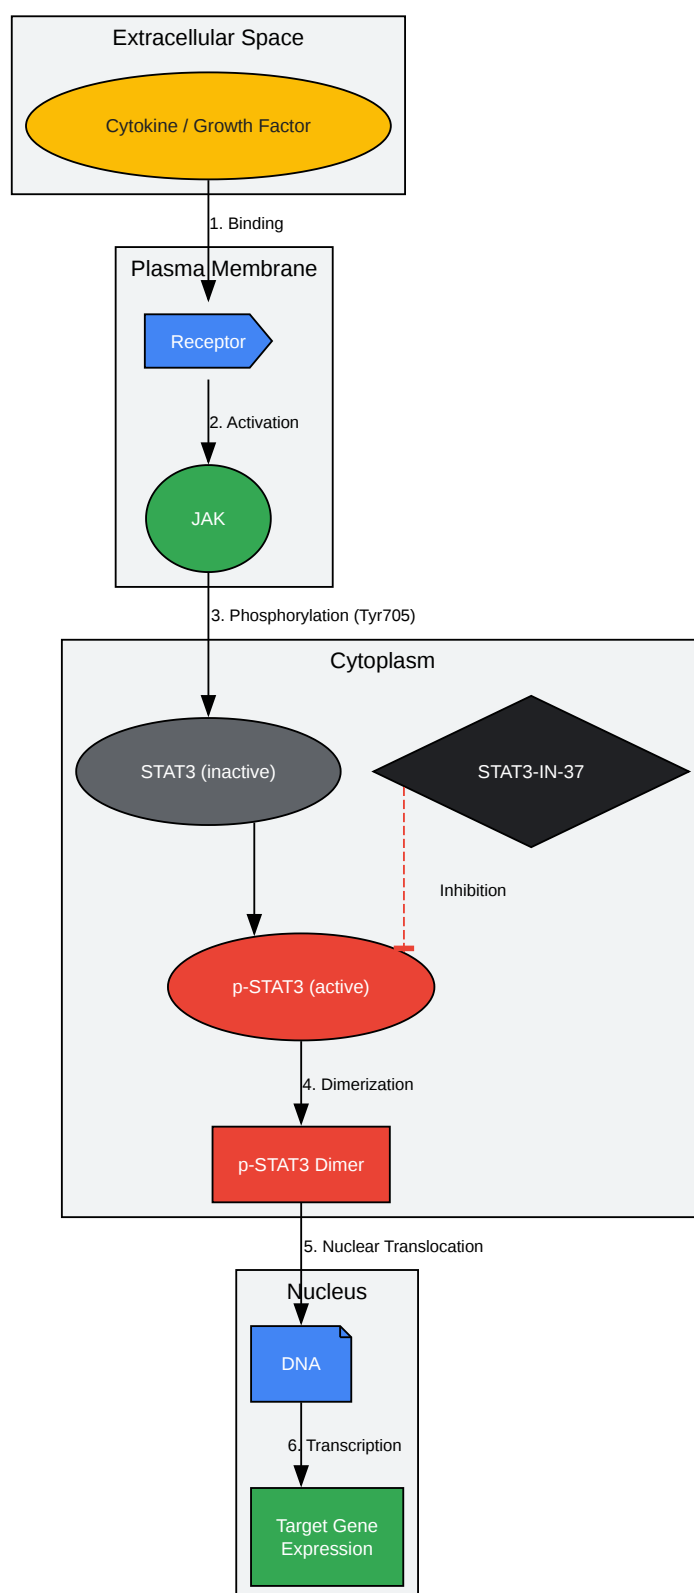 Extracellular Space
Cytokine / Growth Factor
1. Binding
Plasma Membrane
Receptor
2. Activation
JAK
3. Phosphorylation (Tyr705)
Cytoplasm
STAT3 (inactive)
STAT3-IN-37
Inhibition
p-STAT3 (active)
4. Dimerization
p-STAT3 Dimer
5. Nuclear Translocation
Nucleus
DNA
6. Transcription
Target Gene
Expression